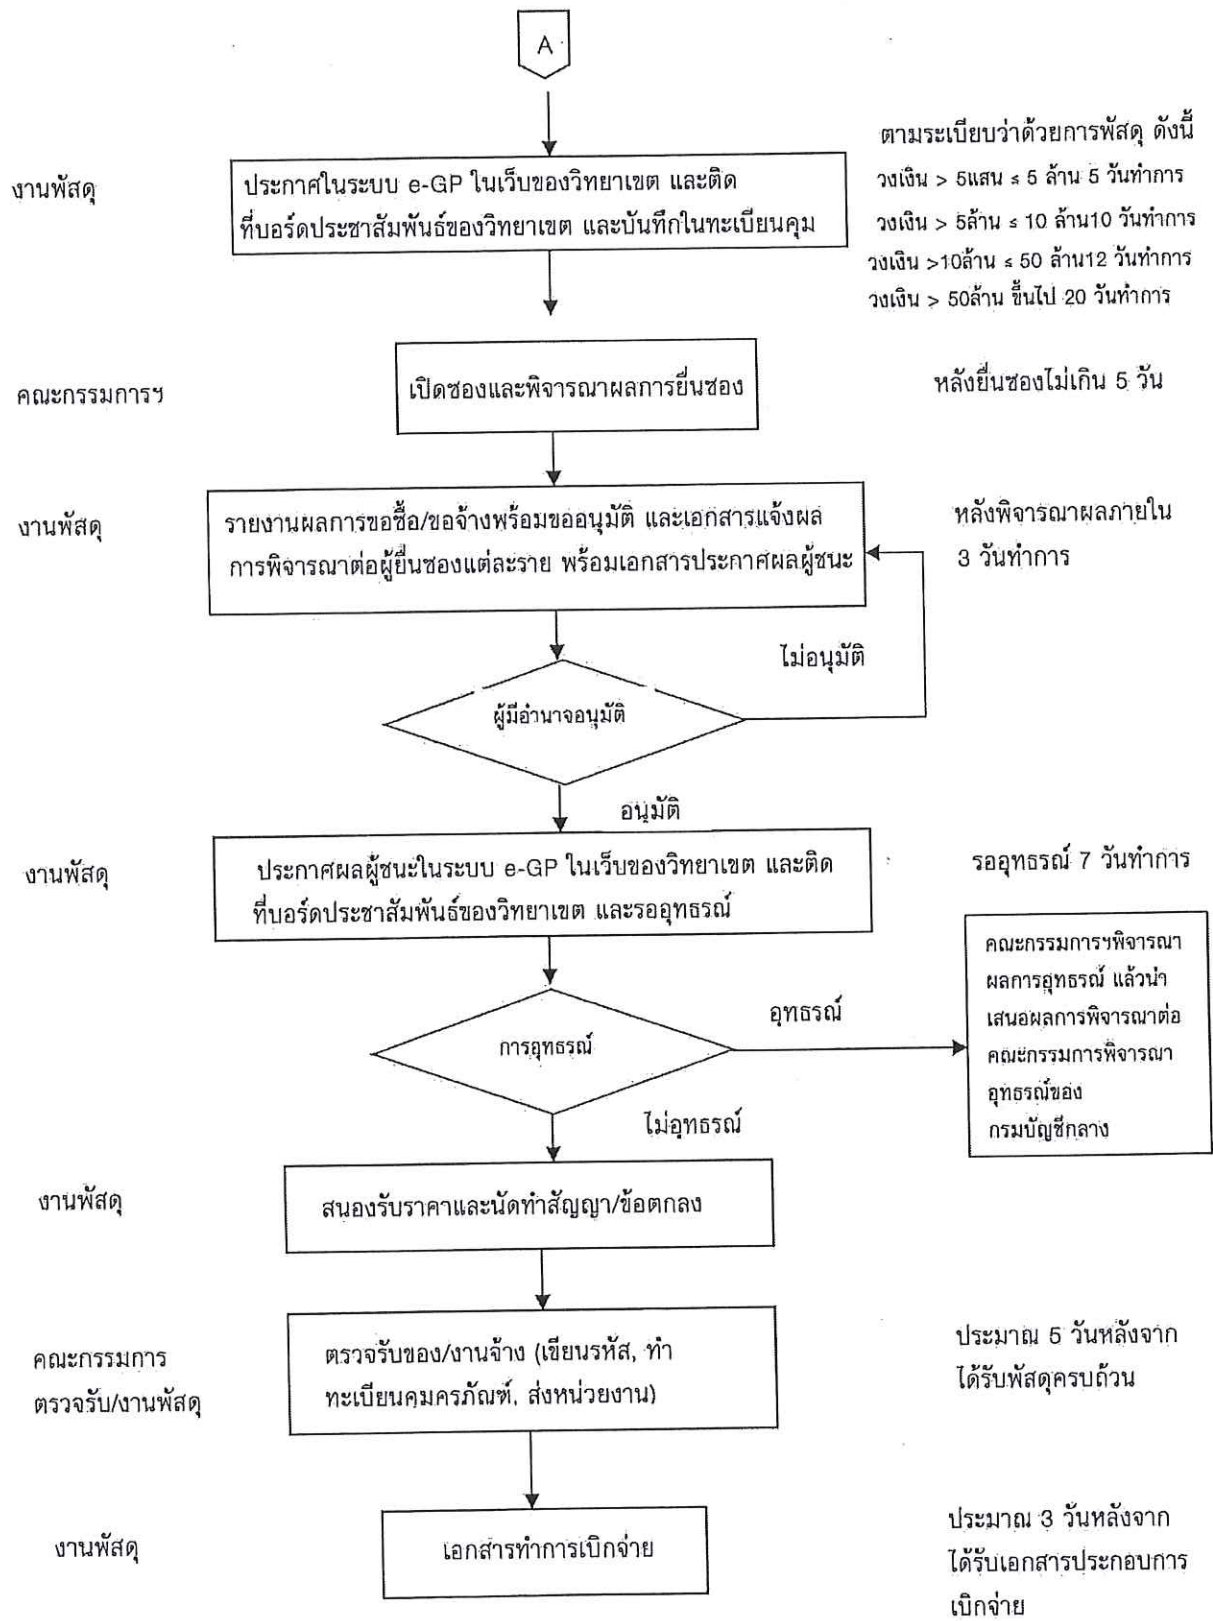 A
ตามระเบียบว่าด้วยการพัสดุ ดังนี้
งานพัสดุ
ประกาศในระบบ e-GP ในเว็บของวิทยาเขต และติด
ที่บอร์ดประชาสัมพันธ์ของวิทยาเขต และบันทึกในทะเบียนคุม
วงเงิน > 5แสน ≤ 5 ล้าน 5 วันทำการ
วงเงิน > 5ล้าน ≤ 10 ล้าน10 วันทำการ
วงเงิน >10ล้าน ≤ 50 ล้าน12 วันทำการ
วงเงิน > 50ล้าน ขึ้นไป 20 วันทำการ
คณะกรรมการฯ
เปิดซองและพิจารณาผลการยื่นซอง
หลังยื่นซองไม่เกิน 5 วัน
งานพัสดุ
รายงานผลการขอซื้อ/ขอจ้างพร้อมขออนุมัติ และเอกสารแจ้งผล
การพิจารณาต่อผู้ยื่นซองแต่ละราย พร้อมเอกสารประกาศผลผู้ชนะ
หลังพิจารณาผลภายใน
3 วันทำการ
ไม่อนุมัติ
ผู้มีอำนาจอนุมัติ
อนุมัติ
งานพัสดุ
ประกาศผลผู้ชนะในระบบ e-GP ในเว็บของวิทยาเขต และติด
ที่บอร์ดประชาสัมพันธ์ของวิทยาเขต และรออุทธรณ์
รออุทธรณ์ 7 วันทำการ
การอุทธรณ์
อุทธรณ์
คณะกรรมการฯพิจารณา
ผลการอุทธรณ์ แล้วนำ
เสนอผลการพิจารณาต่อ
คณะกรรมการพิจารณา
อุทธรณ์ของ
กรมบัญชีกลาง
ไม่อุทธรณ์
งานพัสดุ
สนองรับราคาและนัดทำสัญญา/ข้อตกลง
คณะกรรมการ
ตรวจรับ/งานพัสดุ
ตรวจรับของ/งานจ้าง (เขียนรหัส, ทำ
ทะเบียนคุมครุภัณฑ์, ส่งหน่วยงาน)
ประมาณ 5 วันหลังจาก
ได้รับพัสดุครบถ้วน
งานพัสดุ
เอกสารทำการเบิกจ่าย
ประมาณ 3 วันหลังจาก
ได้รับเอกสารประกอบการ
เบิกจ่าย